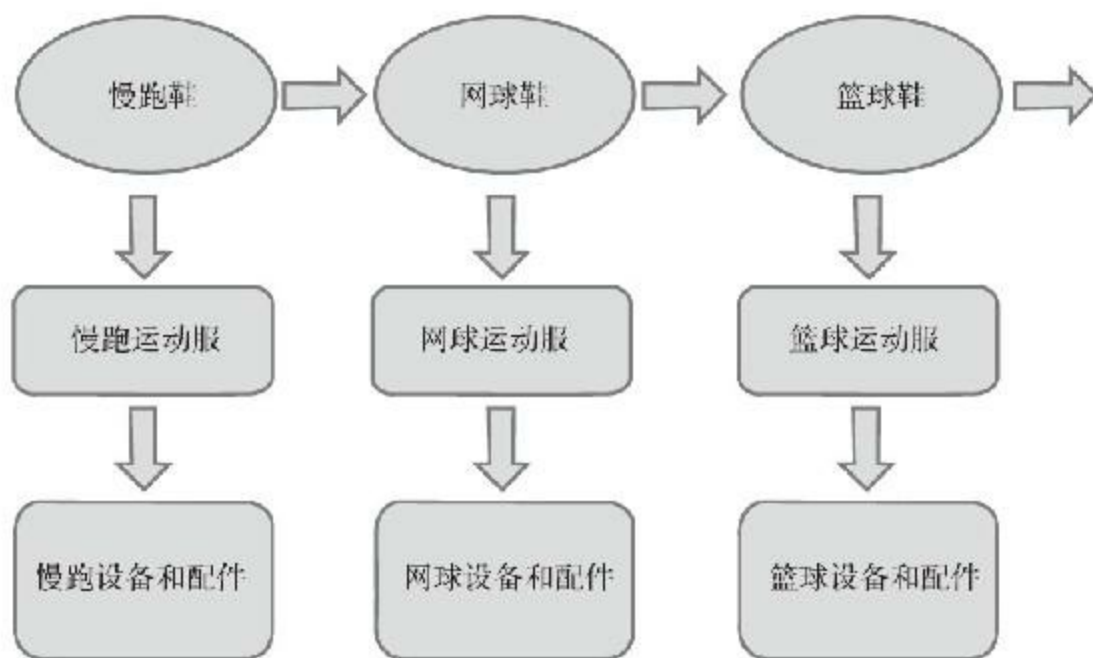 慢跑鞋
网球鞋
篮球鞋
慢跑运动服
网球运动服
篮球运动服
慢跑设备和配件
网球设备和配件
篮球设备和配件